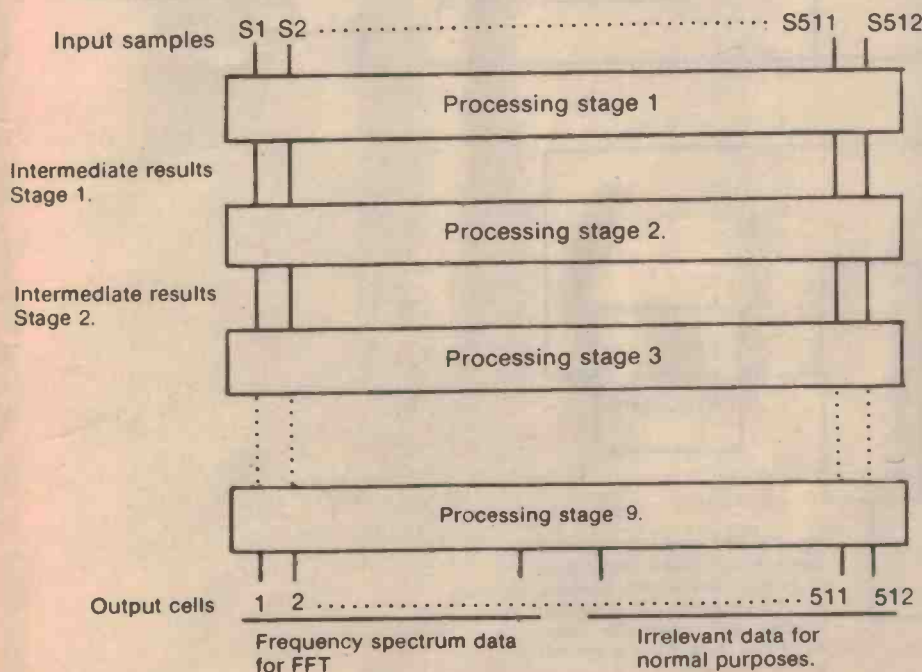 Input samples S1 S2 ........................................ S511 S512
Processing stage 1
Intermediate results
Stage 1.
Processing stage 2.
Intermediate results
Stage 2.
Processing stage 3
Processing stage 9.
Output cells 1 2 ........................................ 511 512
Frequency spectrum data
for FFT
Irrelevant data for
normal purposes.